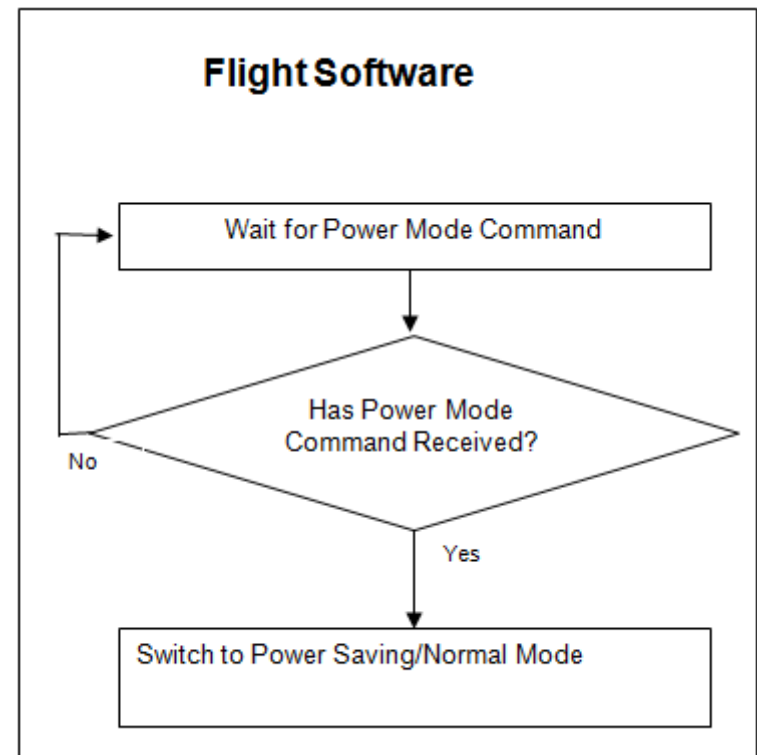 Flight Software
Wait for Power Mode Command
Has Power Mode
Command Received?
No
Yes
Switch to Power Saving/Normal Mode